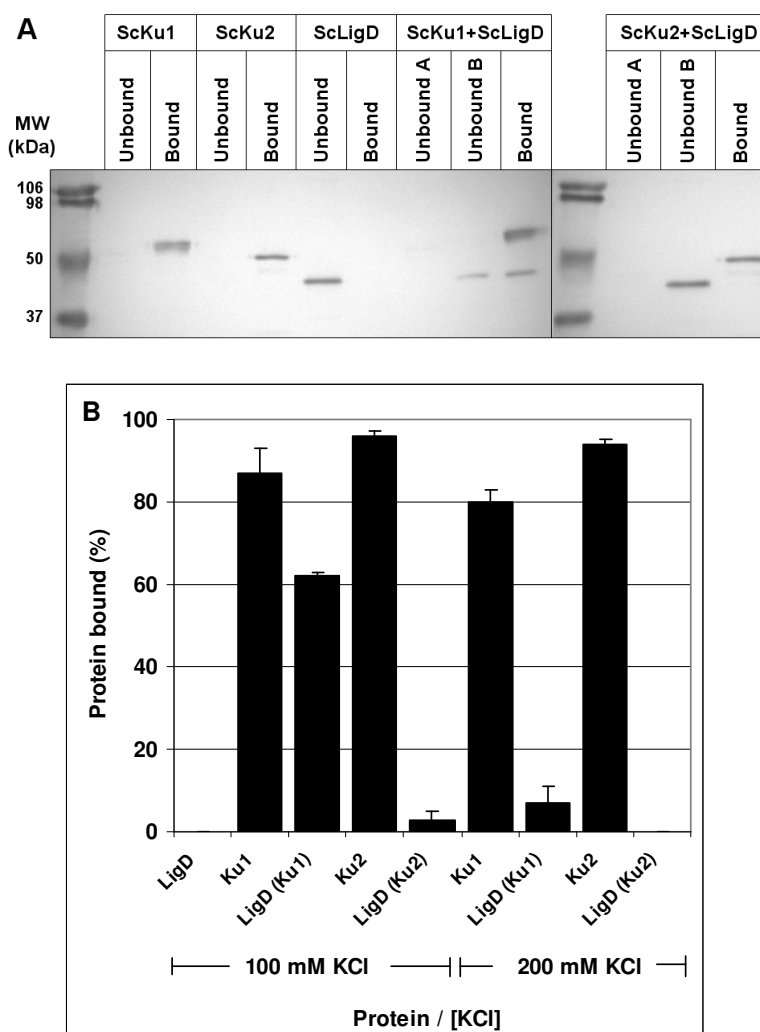 A
ScKu1 ScKu2 ScLigD ScKu1+ScLigD ScKu2+ScLigD
MW
(kDa)
Unbound Bound Unbound Bound Unbound Bound Unbound A Unbound B Bound Unbound A Unbound B Bound
106
98
50
37
B
100
80
60
40
20
0
Protein bound (%)
LigD Ku1 LigD (Ku1) Ku2 LigD (Ku2) Ku1 LigD (Ku1) Ku2 LigD (Ku2)
100 mM KCl 200 mM KCl
Protein / [KCl]